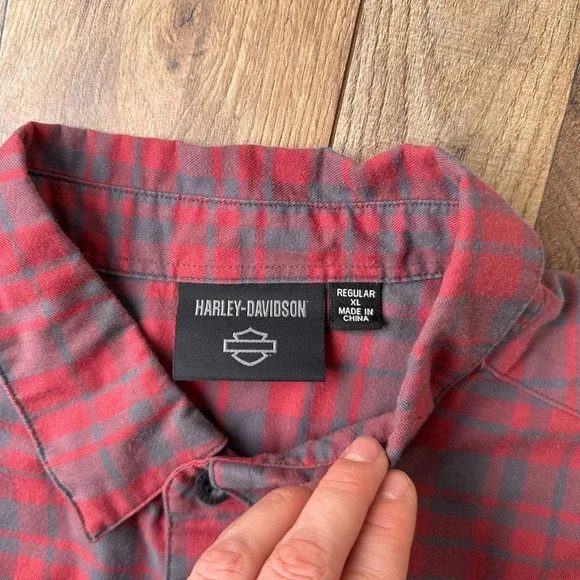 HARLEY-DAVIDSON
REGULAR
XL
MADE IN
CHINA